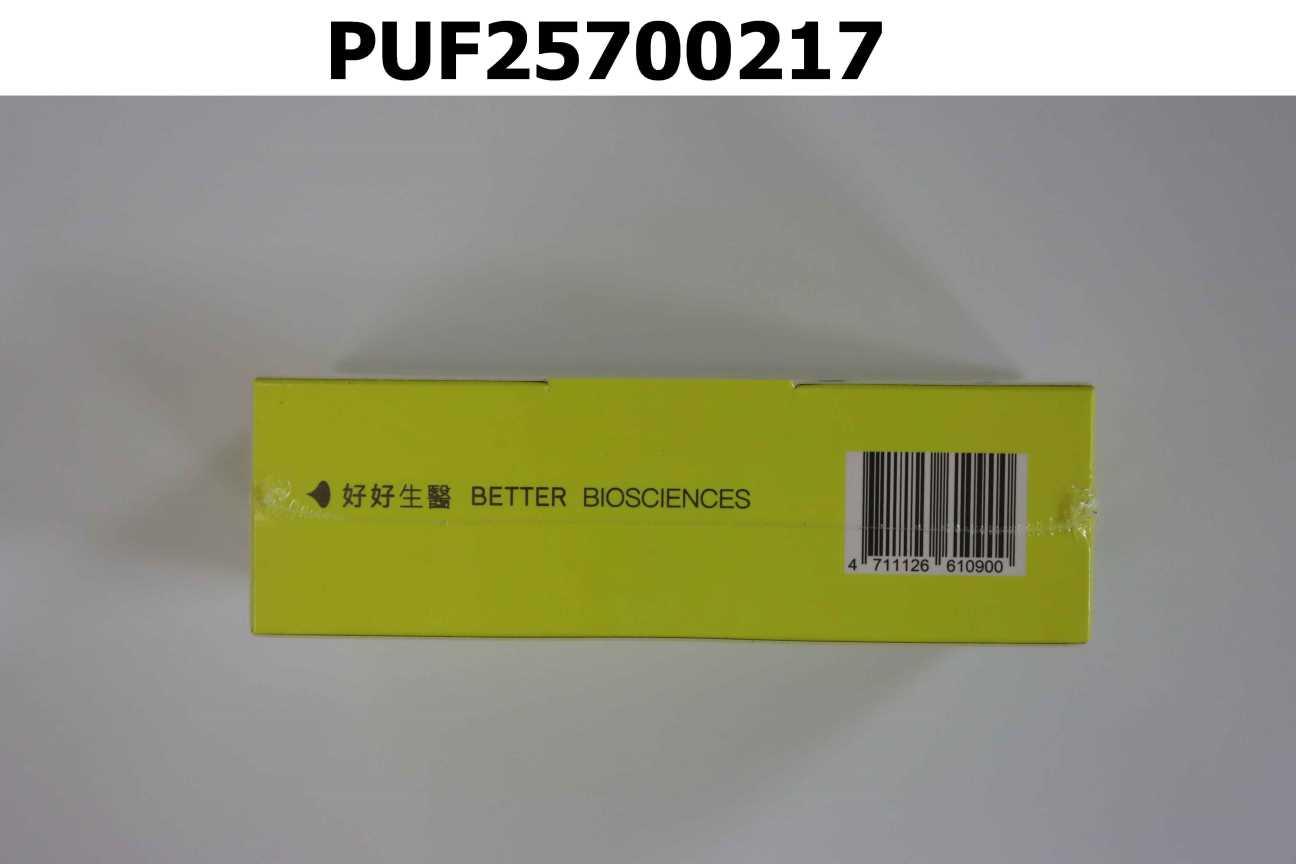 PUF25700217
好好生醫 BETTER BIOSCIENCES
4 711126 610900